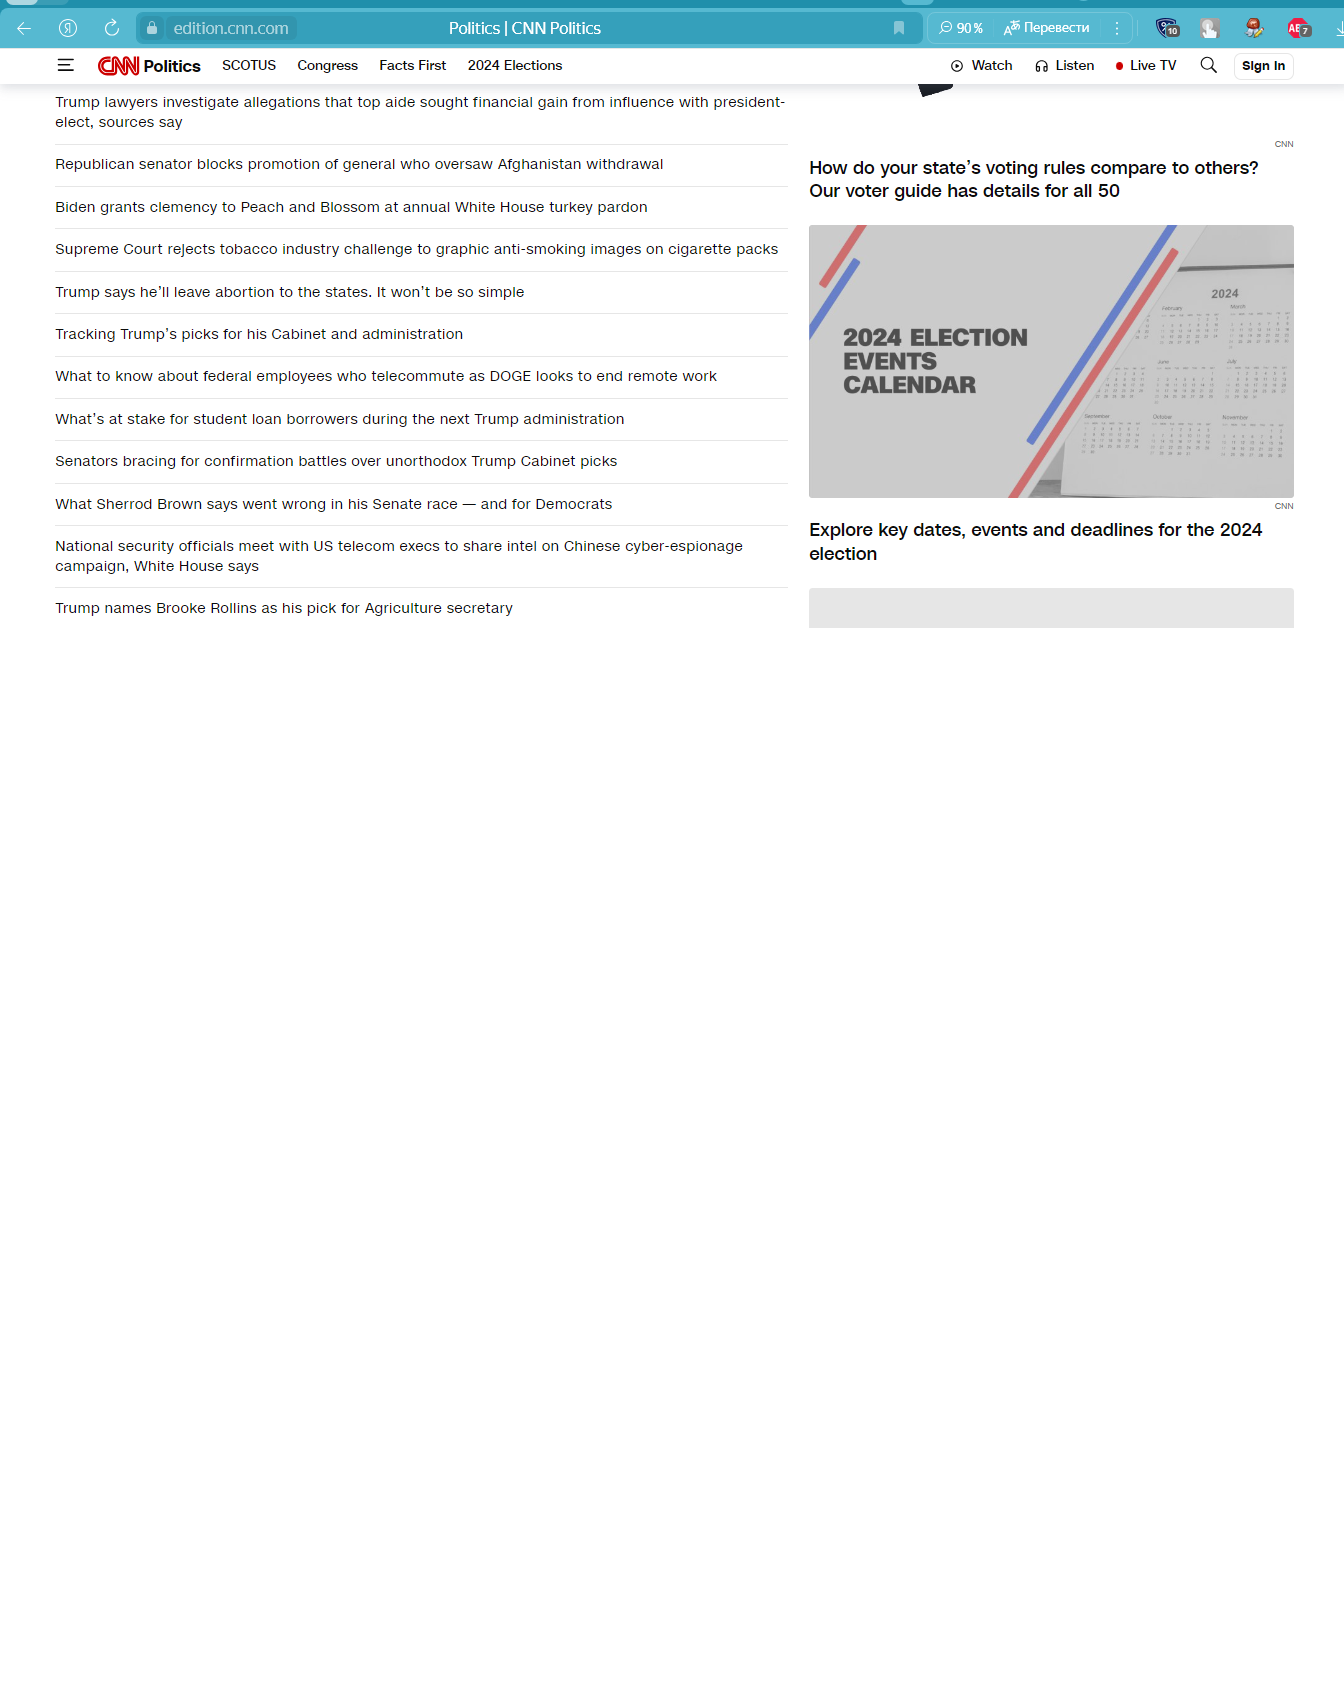 edition.cnn.com
Politics | CNN Politics
90 %
Перевести
10
7
CNN Politics
SCOTUS
Congress
Facts First
2024 Elections
Watch
Listen
Live TV
Sign in
Trump lawyers investigate allegations that top aide sought financial gain from influence with president-
elect, sources say
Republican senator blocks promotion of general who oversaw Afghanistan withdrawal
Biden grants clemency to Peach and Blossom at annual White House turkey pardon
Supreme Court rejects tobacco industry challenge to graphic anti-smoking images on cigarette packs
Trump says he’ll leave abortion to the states. It won’t be so simple
Tracking Trump’s picks for his Cabinet and administration
What to know about federal employees who telecommute as DOGE looks to end remote work
What’s at stake for student loan borrowers during the next Trump administration
Senators bracing for confirmation battles over unorthodox Trump Cabinet picks
What Sherrod Brown says went wrong in his Senate race — and for Democrats
National security officials meet with US telecom execs to share intel on Chinese cyber-espionage
campaign, White House says
Trump names Brooke Rollins as his pick for Agriculture secretary
CNN
How do your state’s voting rules compare to others?
Our voter guide has details for all 50
2024 ELECTION
EVENTS
CALENDAR
2024
February
March
June
July
September
October
November
CNN
Explore key dates, events and deadlines for the 2024
election